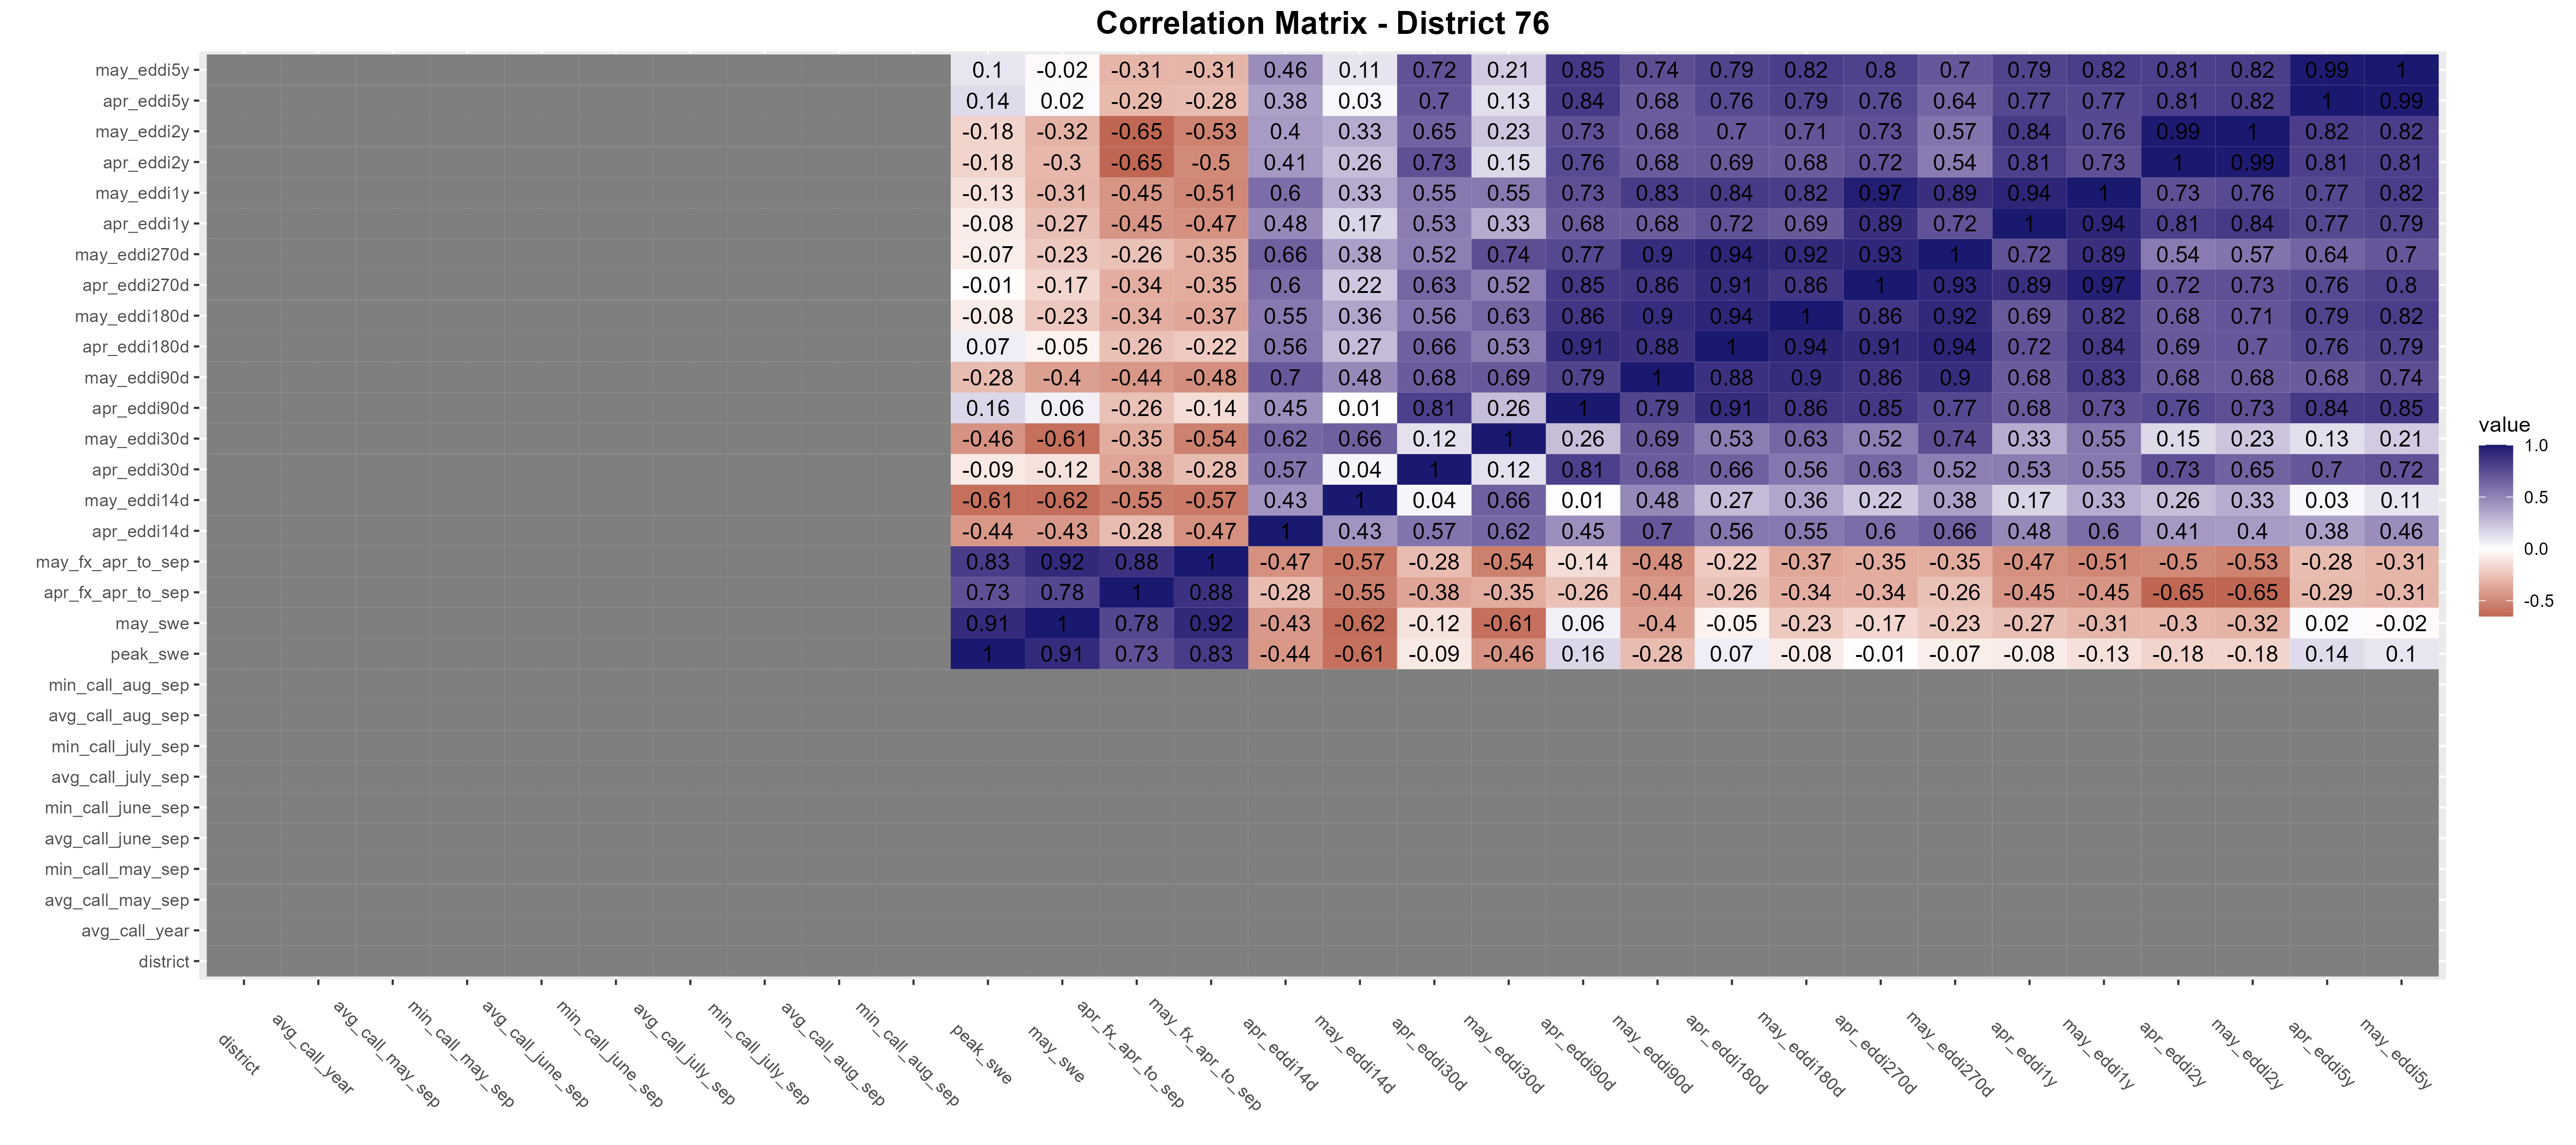 Correlation Matrix - District 76
may_eddi5y 0.1 -0.02 -0.31 -0.31 0.46 0.11 0.72 0.21 0.85 0.74 0.79 0.82 0.8 0.7 0.79 0.82 0.81 0.82 0.99 1
apr_eddi5y 0.14 0.02 -0.29 -0.28 0.38 0.03 0.7 0.13 0.84 0.68 0.76 0.79 0.76 0.64 0.77 0.77 0.81 0.82 1 0.99
may_eddi2y -0.18 -0.32 -0.65 -0.53 0.4 0.33 0.65 0.23 0.73 0.68 0.7 0.71 0.73 0.57 0.84 0.76 0.99 1 0.82 0.82
apr_eddi2y -0.18 -0.3 -0.65 -0.5 0.41 0.26 0.73 0.15 0.76 0.68 0.69 0.68 0.72 0.54 0.81 0.73 1 0.99 0.81 0.81
may_eddi1y -0.13 -0.31 -0.45 -0.51 0.6 0.33 0.55 0.55 0.73 0.83 0.84 0.82 0.97 0.89 0.94 1 0.73 0.76 0.77 0.82
apr_eddi1y -0.08 -0.27 -0.45 -0.47 0.48 0.17 0.53 0.33 0.68 0.68 0.72 0.69 0.89 0.72 1 0.94 0.81 0.84 0.77 0.79
may_eddi270d -0.07 -0.23 -0.26 -0.35 0.66 0.38 0.52 0.74 0.77 0.9 0.94 0.92 0.93 1 0.72 0.89 0.54 0.57 0.64 0.7
apr_eddi270d -0.01 -0.17 -0.34 -0.35 0.6 0.22 0.63 0.52 0.85 0.86 0.91 0.86 1 0.93 0.89 0.97 0.72 0.73 0.76 0.8
may_eddi180d -0.08 -0.23 -0.34 -0.37 0.55 0.36 0.56 0.63 0.86 0.9 0.94 1 0.86 0.92 0.69 0.82 0.68 0.71 0.79 0.82
apr_eddi180d 0.07 -0.05 -0.26 -0.22 0.56 0.27 0.66 0.53 0.91 0.88 1 0.94 0.91 0.94 0.72 0.84 0.69 0.7 0.76 0.79
may_eddi90d -0.28 -0.4 -0.44 -0.48 0.7 0.48 0.68 0.69 0.79 1 0.88 0.9 0.86 0.9 0.68 0.83 0.68 0.68 0.68 0.74
apr_eddi90d 0.16 0.06 -0.26 -0.14 0.45 0.01 0.81 0.26 1 0.79 0.91 0.86 0.85 0.77 0.68 0.73 0.76 0.73 0.84 0.85
may_eddi30d -0.46 -0.61 -0.35 -0.54 0.62 0.66 0.12 1 0.26 0.69 0.53 0.63 0.52 0.74 0.33 0.55 0.15 0.23 0.13 0.21
apr_eddi30d -0.09 -0.12 -0.38 -0.28 0.57 0.04 1 0.12 0.81 0.68 0.66 0.56 0.63 0.52 0.53 0.55 0.73 0.65 0.7 0.72
may_eddi14d -0.61 -0.62 -0.55 -0.57 0.43 1 0.04 0.66 0.01 0.48 0.27 0.36 0.22 0.38 0.17 0.33 0.26 0.33 0.03 0.11
apr_eddi14d -0.44 -0.43 -0.28 -0.47 1 0.43 0.57 0.62 0.45 0.7 0.56 0.55 0.6 0.66 0.48 0.6 0.41 0.4 0.38 0.46
may_fx_apr_to_sep 0.83 0.92 0.88 1 -0.47 -0.57 -0.28 -0.54 -0.14 -0.48 -0.22 -0.37 -0.35 -0.35 -0.47 -0.51 -0.5 -0.53 -0.28 -0.31
apr_fx_apr_to_sep 0.73 0.78 1 0.88 -0.28 -0.55 -0.38 -0.35 -0.26 -0.44 -0.26 -0.34 -0.34 -0.26 -0.45 -0.45 -0.65 -0.65 -0.29 -0.31
may_swe 0.91 1 0.78 0.92 -0.43 -0.62 -0.12 -0.61 0.06 -0.4 -0.05 -0.23 -0.17 -0.23 -0.27 -0.31 -0.3 -0.32 0.02 -0.02
peak_swe 1 0.91 0.73 0.83 -0.44 -0.61 -0.09 -0.46 0.16 -0.28 0.07 -0.08 -0.01 -0.07 -0.08 -0.13 -0.18 -0.18 0.14 0.1
min_call_aug_sep
avg_call_aug_sep
min_call_july_sep
avg_call_july_sep
min_call_june_sep
avg_call_june_sep
min_call_may_sep
avg_call_may_sep
avg_call_year
district
district
avg_call_year
avg_call_may_sep
min_call_may_sep
avg_call_june_sep
min_call_june_sep
avg_call_july_sep
min_call_july_sep
avg_call_aug_sep
min_call_aug_sep
peak_swe
may_swe
apr_fx_apr_to_sep
may_fx_apr_to_sep
apr_eddi14d
may_eddi14d
apr_eddi30d
may_eddi30d
apr_eddi90d
may_eddi90d
apr_eddi180d
may_eddi180d
apr_eddi270d
may_eddi270d
apr_eddi1y
may_eddi1y
apr_eddi2y
may_eddi2y
apr_eddi5y
may_eddi5y
value
1.0
0.5
0.0
-0.5